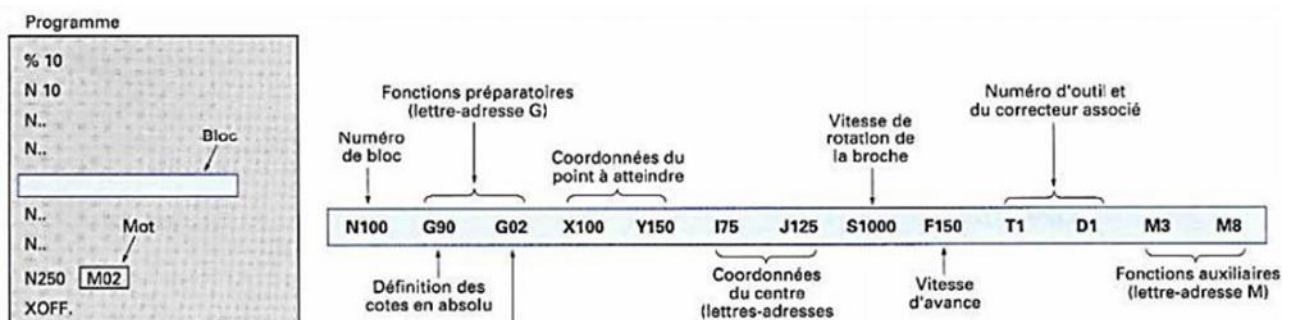 Programme
% 10
N 10
N..
N..
Bloc
N..
Mot
N..
N250 M02
XOFF.
Fonctions préparatoires
(lettre-adresse G)
Numéro
de bloc
Coordonnées du
point à atteindre
Vitesse de
rotation de
la broche
Numéro d'outil et
du correcteur associé
N100 G90 G02 X100 Y150 I75 J125 S1000 F150 T1 D1 M3 M8
Définition des
cotes en absolu
Coordonnées
du centre
(lettres-adresses
Vitesse
d'avance
Fonctions auxiliaires
(lettre-adresse M)